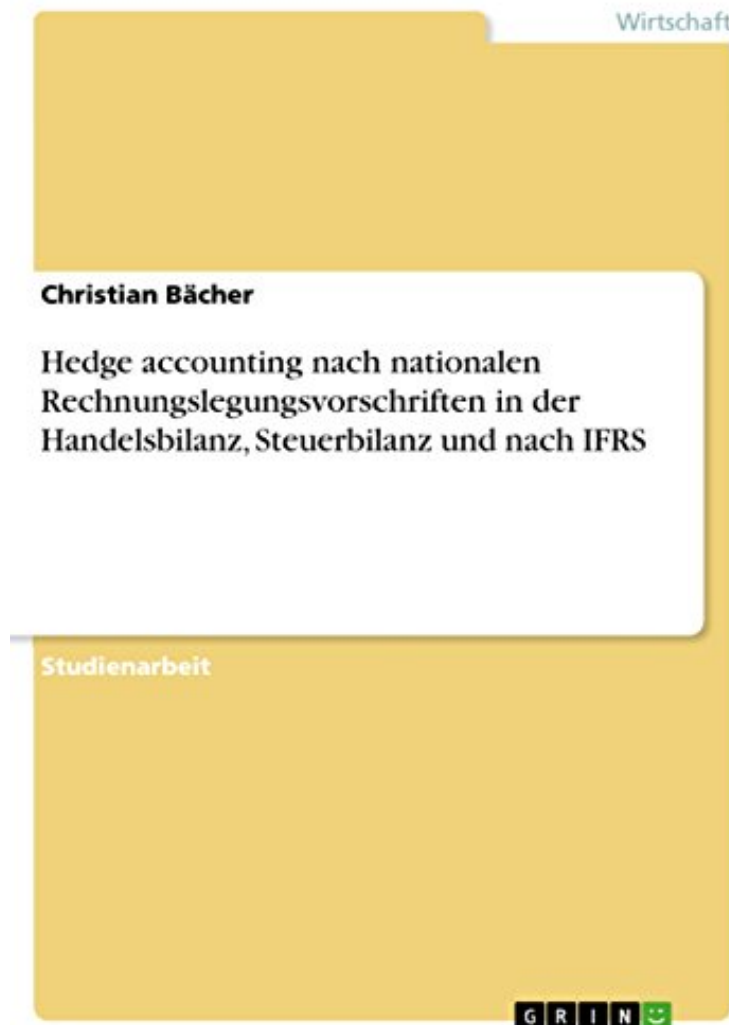 Wirtschaft
Christian Bächer
Hedge accounting nach nationalen
Rechnungslegungsvorschriften in der
Handelsbilanz, Steuerbilanz und nach IFRS
Studienarbeit
GRIN